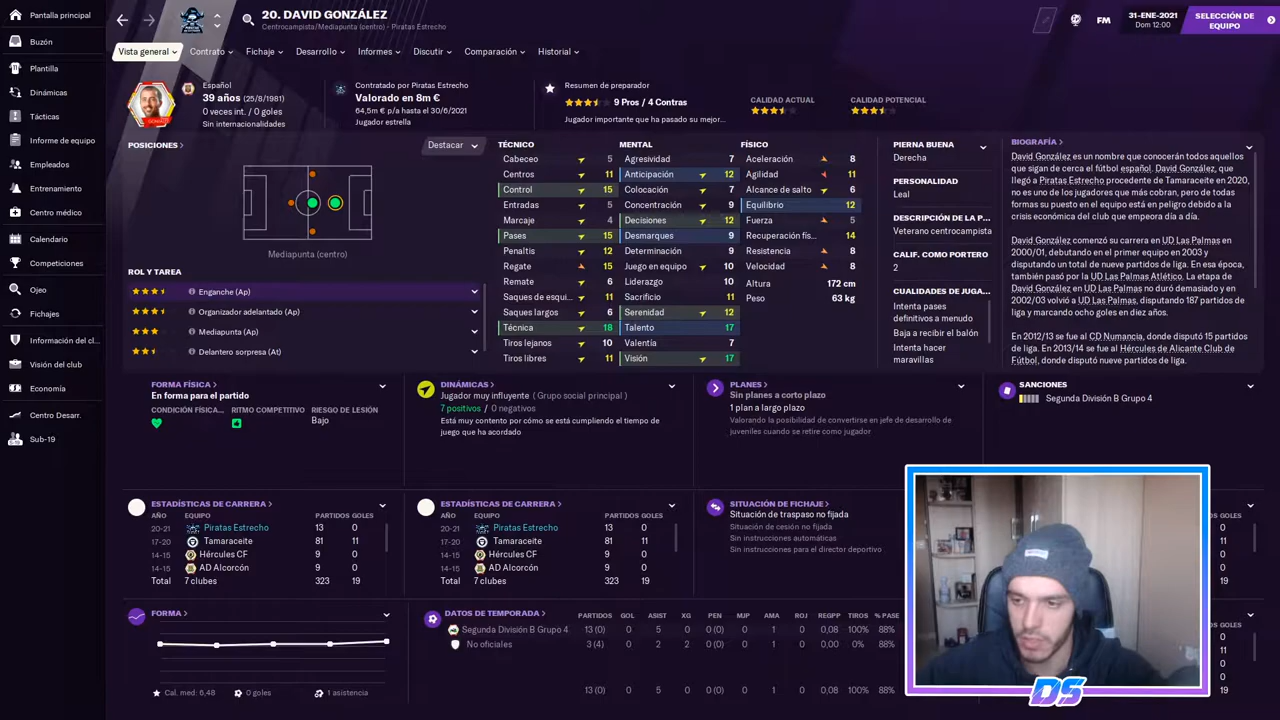 Pantalla principal
Buzón
Plantilla
Dinámicas
Tácticas
Informe de equipo
Empleados
Entrenamiento
Centro médico
Calendario
Competiciones
Ojeo
Fichajes
Información del cl...
Visión del club
Economía
Centro Desarr.
Sub-19
20. DAVID GONZÁLEZ
Centrocampista/Mediapunta (centro) - Piratas Estrecho
FM
31-ENE-2021
Dom 12:00
SELECCIÓN DE EQUIPO
Vista general
Contrato
Fichaje
Desarrollo
Informes
Discutir
Comparación
Historial
Español
39 años (25/8/1981)
0 veces int. / 0 goles
Sin internacionalidades
Contratado por Piratas Estrecho
Valorado en 8m €
64,5m € p/a hasta el 30/6/2021
Jugador estrella
Resumen de preparador
9 Pros / 4 Contras
Jugador importante que ha pasado su mejor...
CALIDAD ACTUAL
CALIDAD POTENCIAL
POSICIONES
Destacar
Mediapunta (centro)
ROL Y TAREA
Enganche (Ap)
Organizador adelantado (Ap)
Mediapunta (Ap)
Delantero sorpresa (At)
TÉCNICO
Cabeceo 5
Centros 11
Control 15
Entradas 5
Marcaje 4
Pases 15
Penaltis 12
Regate 15
Remate 6
Saques de esqui... 11
Saques largos 6
Técnica 18
Tiros lejanos 10
Tiros libres 11
MENTAL
Agresividad 7
Anticipación 12
Colocación 7
Concentración 9
Decisiones 12
Desmarques 9
Determinación 9
Juego en equipo 10
Liderazgo 10
Sacrificio 11
Serenidad 12
Talento 17
Valentía 7
Visión 17
FÍSICO
Aceleración 8
Agilidad 11
Alcance de salto 6
Equilibrio 12
Fuerza 5
Recuperación fís... 14
Resistencia 8
Velocidad 8
Altura 172 cm
Peso 63 kg
PIERNA BUENA
Derecha
PERSONALIDAD
Leal
DESCRIPCIÓN DE LA P...
Veterano centrocampista
CALIF. COMO PORTERO
2
CUALIDADES DE JUGA...
Intenta pases
definitivos a menudo
Baja a recibir el balón
Intenta hacer
maravillas
BIOGRAFÍA
David González es un nombre que conocerán todos aquellos
que sigan de cerca el fútbol español. David González, que
llegó a Piratas Estrecho procedente de Tamaraceite en 2020,
no es uno de los jugadores que más cobran, pero de todas
formas su puesto en el equipo está en peligro debido a la
crisis económica del club que empeora día a día.
David González comenzó su carrera en UD Las Palmas en
2000/01, debutando en el primer equipo en 2003 y
disputando un total de nueve partidos de liga. En esa época,
también pasó por la UD Las Palmas Atlético. La etapa de
David González en UD Las Palmas no duró demasiado y en
2002/03 volvió a UD Las Palmas, disputando 187 partidos de
liga y marcando ocho goles en diez años.
En 2012/13 se fue al CD Numancia, donde disputó 15
partidos de liga. En 2013/14 se fue al Hércules de Alicante Club de
Fútbol, donde disputó nueve partidos de liga.
FORMA FÍSICA
En forma para el partido
CONDICIÓN FÍSICA...
RITMO COMPETITIVO
RIESGO DE LESIÓN
Bajo
DINÁMICAS
Jugador muy influyente ( Grupo social principal )
7 positivos / 0 negativos
Está muy contento por cómo se está cumpliendo el tiempo de
juego que ha acordado
PLANES
Sin planes a corto plazo
1 plan a largo plazo
Valorando la posibilidad de convertirse en jefe de desarrollo de
juveniles cuando se retire como jugador
SANCIONES
Segunda División B Grupo 4
ESTADÍSTICAS DE CARRERA
AÑO EQUIPO PARTIDOS GOLES
20-21 Piratas Estrecho 13 0
17-20 Tamaraceite 81 11
14-15 Hércules CF 9 0
14-15 AD Alcorcón 9 0
Total 7 clubes 323 19
ESTADÍSTICAS DE CARRERA
AÑO EQUIPO PARTIDOS GOLES
20-21 Piratas Estrecho 13 0
17-20 Tamaraceite 81 11
14-15 Hércules CF 9 0
14-15 AD Alcorcón 9 0
Total 7 clubes 323 19
SITUACIÓN DE FICHAJE
Situación de traspaso no fijada
Situación de cesión no fijada
Sin instrucciones automáticas
Sin instrucciones para el director deportivo
GOLES
0
11
0
0
19
FORMA
Cal. med: 6,48
0 goles
1 asistencia
DATOS DE TEMPORADA
PARTIDOS GOL ASIST XG PEN MJP AMA ROJ REGPP TIROS % PASE
Segunda División B Grupo 4 13 (0) 0 5 0 0 (0) 0 1 0 0,08 100% 88%
No oficiales 3 (4) 0 2 2 0 (0) 0 1 0 0,00 0% 88%
13 (0) 0 5 0 0 (0) 0 1 0 0,08 100% 88%
GOLES
0
11
0
0
19
DS